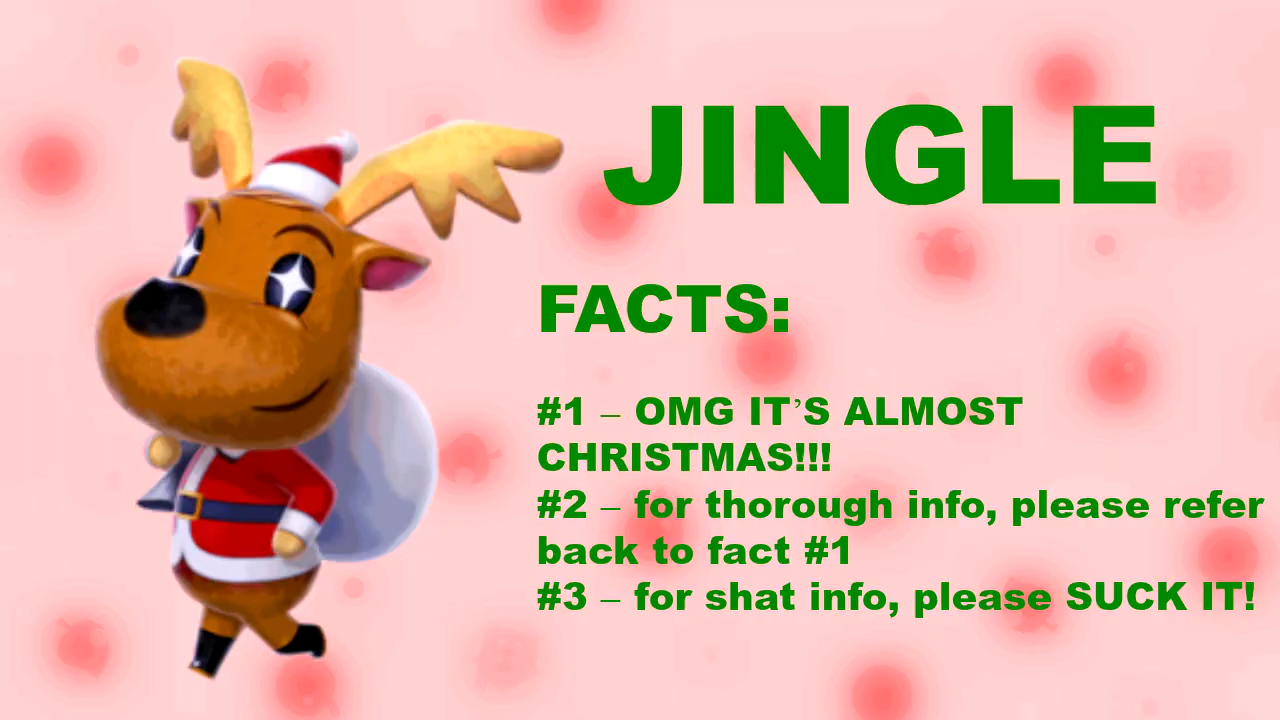 JINGLE
FACTS:
#1 – OMG IT’S ALMOST
CHRISTMAS!!!
#2 – for thorough info, please refer
back to fact #1
#3 – for shat info, please SUCK IT!